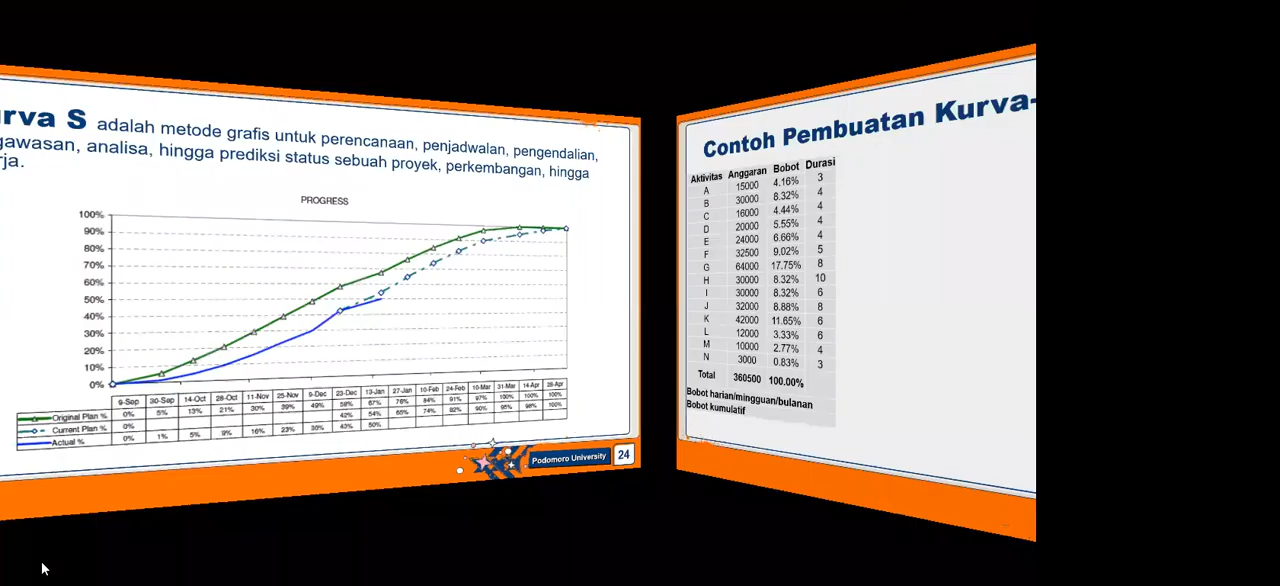 rva S adalah metode grafis untuk perencanaan, penjadwalan, pengendalian,
gawasan, analisa, hingga prediksi status sebuah proyek, perkembangan, hingga
rja.
PROGRESS
100%
90%
80%
70%
60%
50%
40%
30%
20%
10%
0%
9-Sep 30-Sep 14-Oct 28-Oct 11-Nov 25-Nov 9-Dec 23-Dec 13-Jan 27-Jan 10-Feb 24-Feb 10-Mar 31-Mar 14-Apr 28-Apr
Original Plan % 0% 5% 13% 21% 30% 39% 49% 58% 67% 76% 84% 91% 97% 100% 100% 100%
Current Plan % 0% 42% 54% 65% 74% 82% 90% 95% 98% 100%
Actual % 0% 1% 5% 9% 16% 23% 30% 43% 50%
Podomoro University 24
Contoh Pembuatan Kurva-
Aktivitas Anggaran Bobot Durasi
A 15000 4.16% 3
B 30000 8.32% 4
C 16000 4.44% 4
D 20000 5.55% 4
E 24000 6.66% 4
F 32500 9.02% 5
G 64000 17.75% 8
H 30000 8.32% 10
I 30000 8.32% 6
J 32000 8.88% 8
K 42000 11.65% 6
L 12000 3.33% 6
M 10000 2.77% 4
N 3000 0.83% 3
Total 360500 100.00%
Bobot harian/mingguan/bulanan
Bobot kumulatif